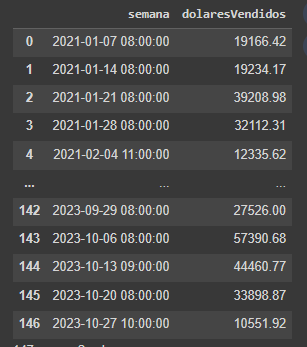 semana dolaresVendidos
0 2021-01-07 08:00:00 19166.42
1 2021-01-14 08:00:00 19234.17
2 2021-01-21 08:00:00 39208.98
3 2021-01-28 08:00:00 32112.31
4 2021-02-04 11:00:00 12335.62
... ... ...
142 2023-09-29 08:00:00 27526.00
143 2023-10-06 08:00:00 57390.68
144 2023-10-13 09:00:00 44460.77
145 2023-10-20 08:00:00 33898.87
146 2023-10-27 10:00:00 10551.92